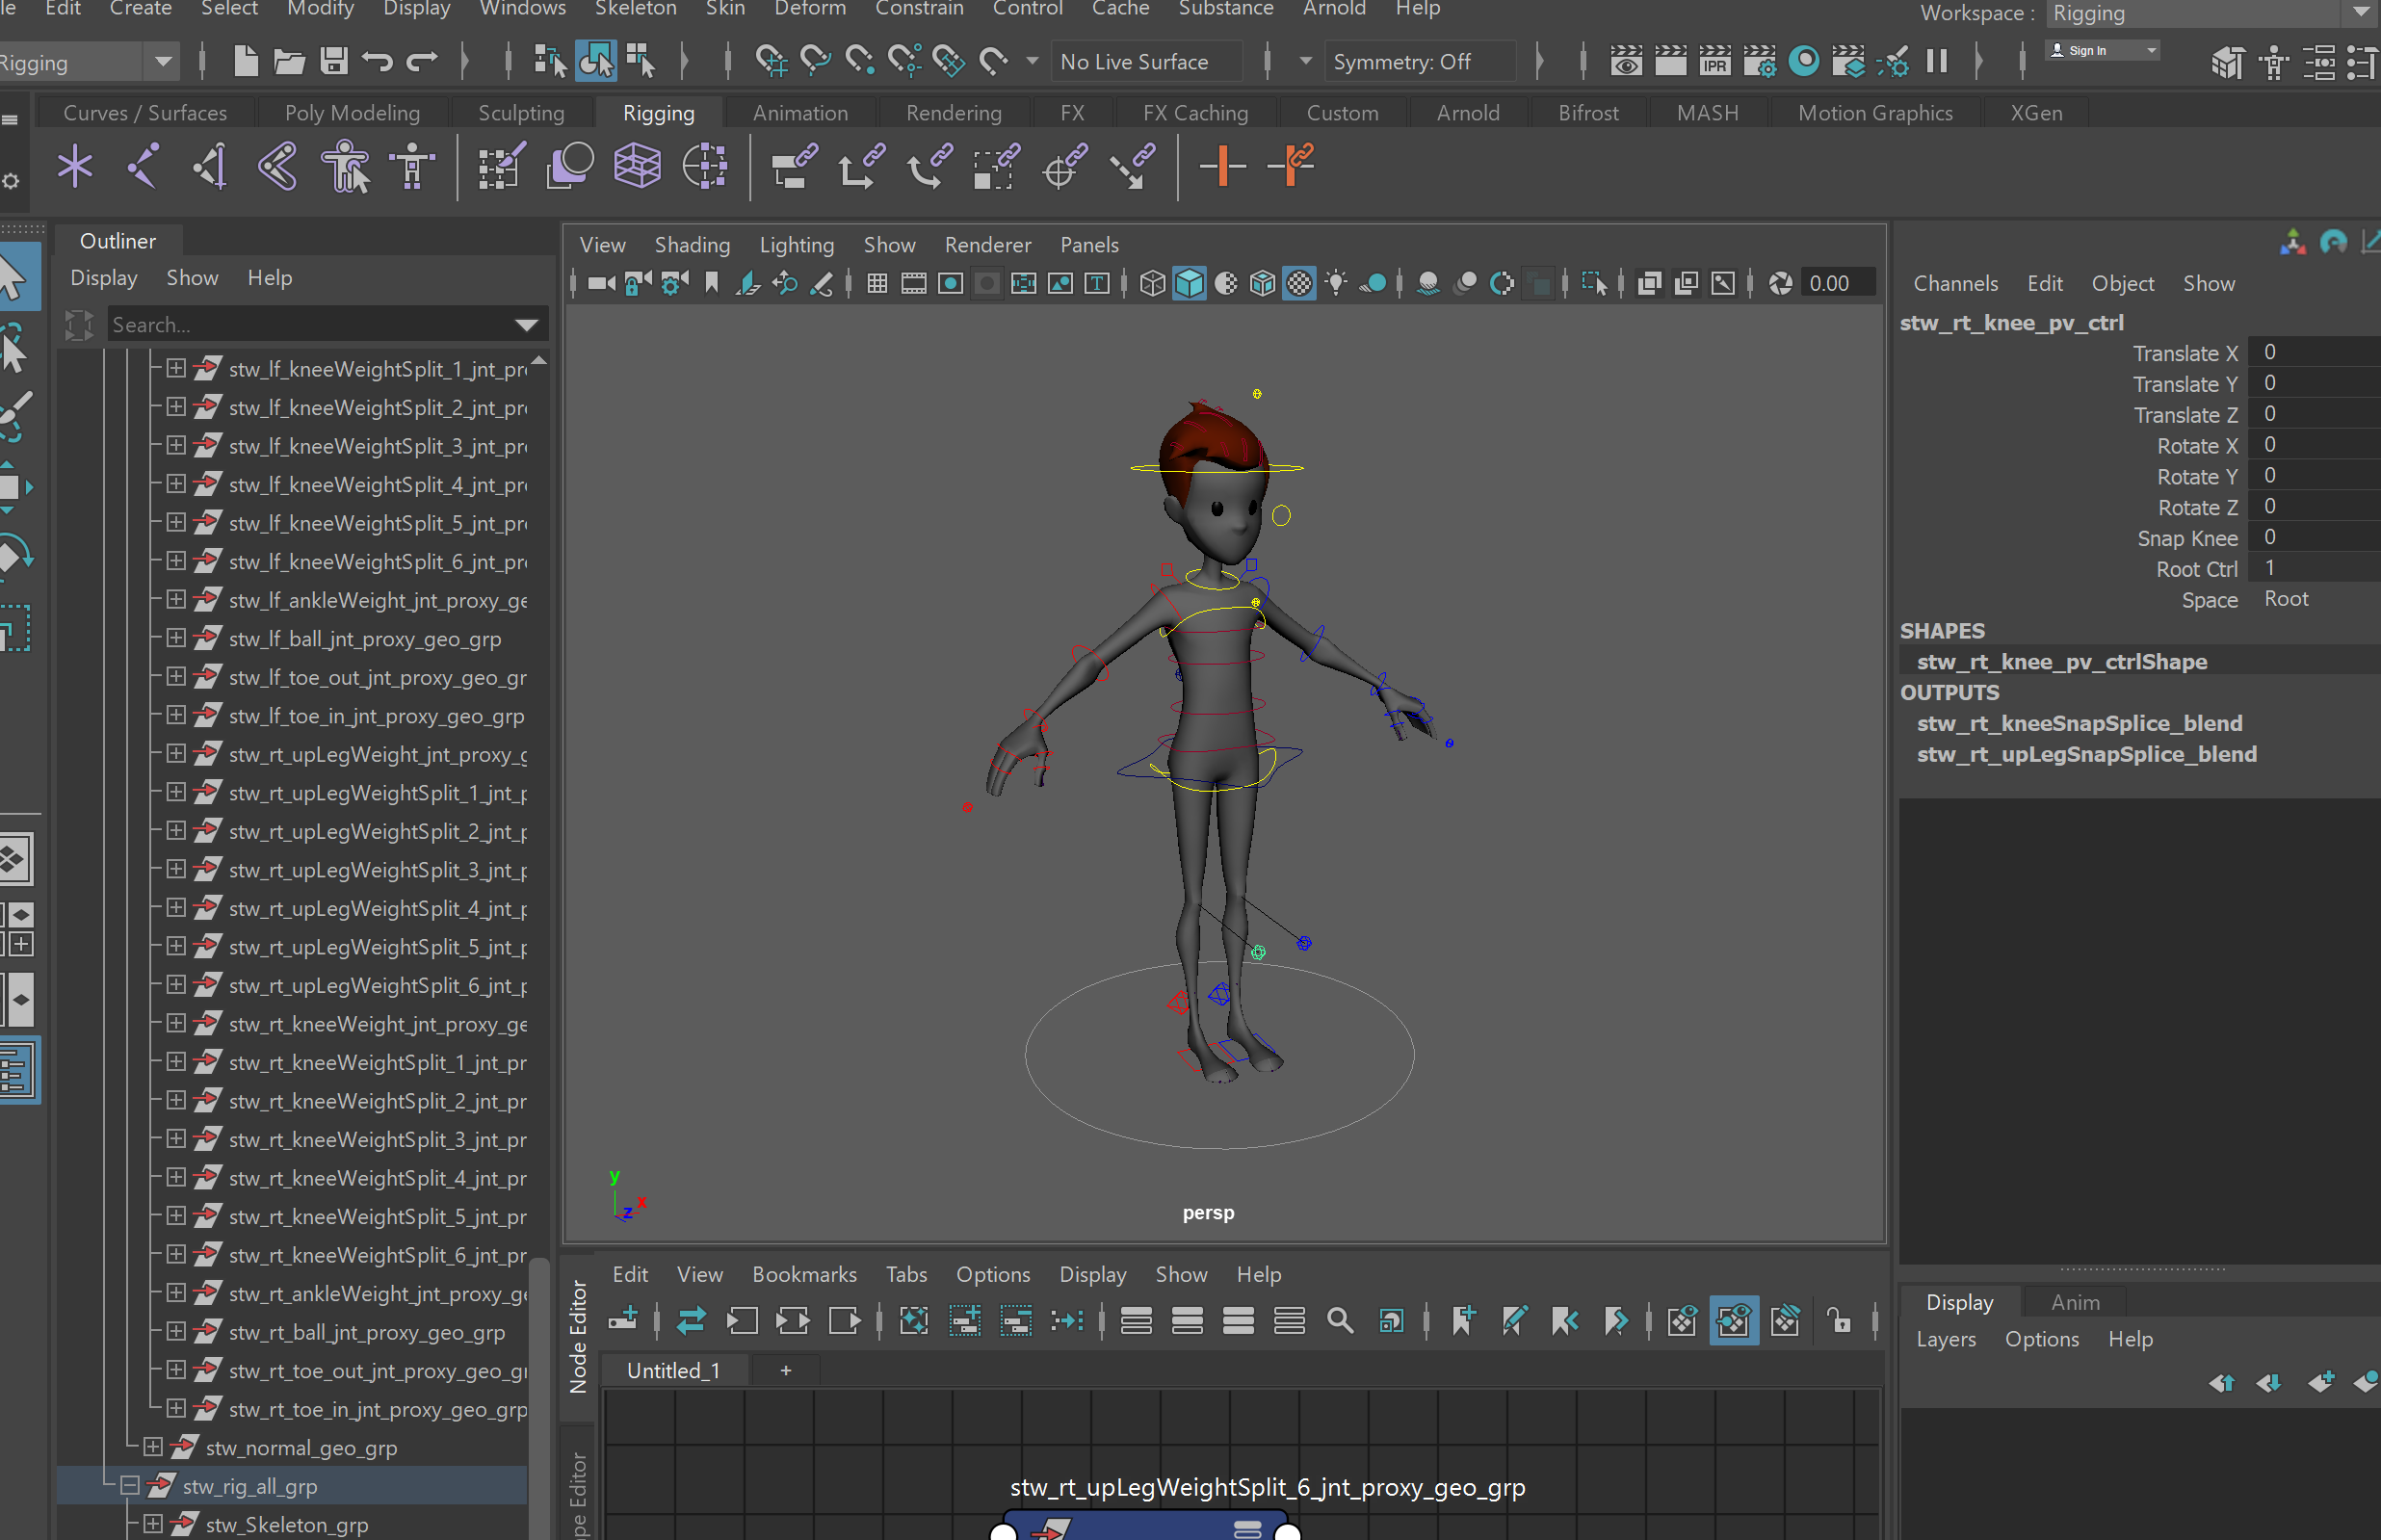 Edit Create Select Modify Display Windows Skeleton Skin Deform Constrain Control Cache Substance Arnold Help
Workspace : Rigging
Rigging
No Live Surface
Symmetry: Off
IPR
Sign In
Curves / Surfaces Poly Modeling Sculpting Rigging Animation Rendering FX FX Caching Custom Arnold Bifrost MASH Motion Graphics XGen
Outliner
Display Show Help
Search...
stw_lf_kneeWeightSplit_1_jnt_pr
stw_lf_kneeWeightSplit_2_jnt_pr
stw_lf_kneeWeightSplit_3_jnt_pr
stw_lf_kneeWeightSplit_4_jnt_pr
stw_lf_kneeWeightSplit_5_jnt_pr
stw_lf_kneeWeightSplit_6_jnt_pr
stw_lf_ankleWeight_jnt_proxy_ge
stw_lf_ball_jnt_proxy_geo_grp
stw_lf_toe_out_jnt_proxy_geo_gr
stw_lf_toe_in_jnt_proxy_geo_grp
stw_rt_upLegWeight_jnt_proxy_g
stw_rt_upLegWeightSplit_1_jnt_p
stw_rt_upLegWeightSplit_2_jnt_p
stw_rt_upLegWeightSplit_3_jnt_p
stw_rt_upLegWeightSplit_4_jnt_p
stw_rt_upLegWeightSplit_5_jnt_p
stw_rt_upLegWeightSplit_6_jnt_p
stw_rt_kneeWeight_jnt_proxy_ge
stw_rt_kneeWeightSplit_1_jnt_pr
stw_rt_kneeWeightSplit_2_jnt_pr
stw_rt_kneeWeightSplit_3_jnt_pr
stw_rt_kneeWeightSplit_4_jnt_pr
stw_rt_kneeWeightSplit_5_jnt_pr
stw_rt_kneeWeightSplit_6_jnt_pr
stw_rt_ankleWeight_jnt_proxy_g
stw_rt_ball_jnt_proxy_geo_grp
stw_rt_toe_out_jnt_proxy_geo_g
stw_rt_toe_in_jnt_proxy_geo_grp
stw_normal_geo_grp
stw_rig_all_grp
stw_Skeleton_grp
View Shading Lighting Show Renderer Panels
T
0.00
y
x
z
persp
Node Editor
Edit View Bookmarks Tabs Options Display Show Help
Untitled_1
+
stw_rt_upLegWeightSplit_6_jnt_proxy_geo_grp
Channels Edit Object Show
stw_rt_knee_pv_ctrl
Translate X 0
Translate Y 0
Translate Z 0
Rotate X 0
Rotate Y 0
Rotate Z 0
Snap Knee 0
Root Ctrl 1
Space Root
SHAPES
stw_rt_knee_pv_ctrlShape
OUTPUTS
stw_rt_kneeSnapSplice_blend
stw_rt_upLegSnapSplice_blend
Display Anim
Layers Options Help